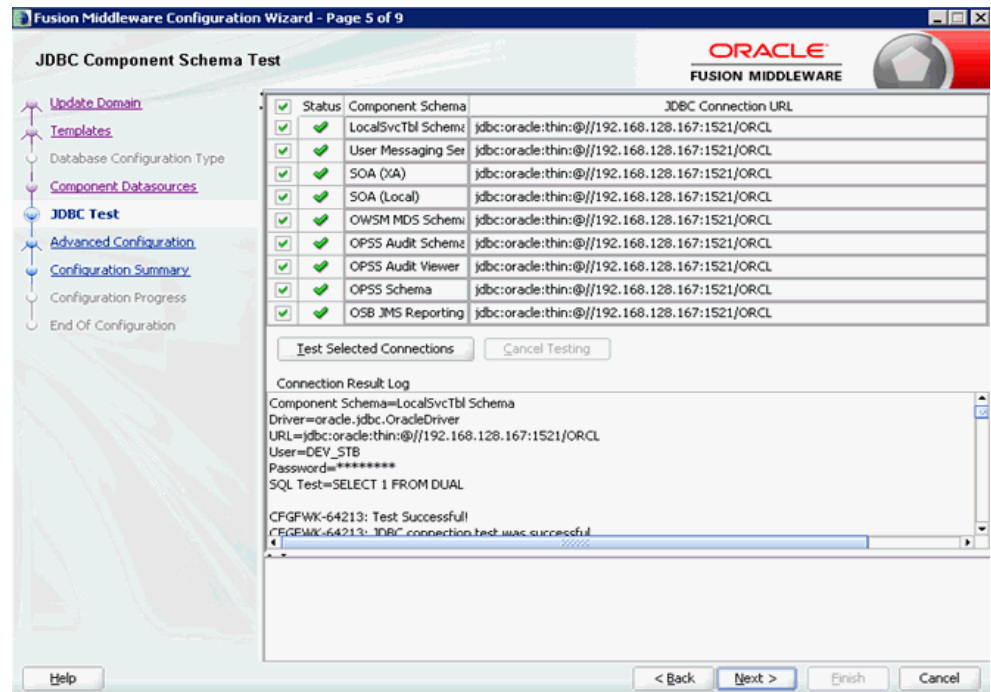 Fusion Middleware Configuration Wizard - Page 5 of 9
JDBC Component Schema Test
ORACLE
FUSION MIDDLEWARE
Update Domain
Templates
Database Configuration Type
Component Datasources
JDBC Test
Advanced Configuration
Configuration Summary
Configuration Progress
End Of Configuration
Status Component Schema JDBC Connection URL
LocalSvcTbl Schema jdbc:oracle:thin:@//192.168.128.167:1521/ORCL
User Messaging Ser jdbc:oracle:thin:@//192.168.128.167:1521/ORCL
SOA (XA) jdbc:oracle:thin:@//192.168.128.167:1521/ORCL
SOA (Local) jdbc:oracle:thin:@//192.168.128.167:1521/ORCL
OWSM MDS Schema jdbc:oracle:thin:@//192.168.128.167:1521/ORCL
OPSS Audit Schema jdbc:oracle:thin:@//192.168.128.167:1521/ORCL
OPSS Audit Viewer jdbc:oracle:thin:@//192.168.128.167:1521/ORCL
OPSS Schema jdbc:oracle:thin:@//192.168.128.167:1521/ORCL
OSB JMS Reporting jdbc:oracle:thin:@//192.168.128.167:1521/ORCL
Test Selected Connections Cancel Testing
Connection Result Log
Component Schema=LocalSvcTbl Schema
Driver=oracle.jdbc.OracleDriver
URL=jdbc:oracle:thin:@//192.168.128.167:1521/ORCL
User=DEV_STB
Password=********
SQL Test=SELECT 1 FROM DUAL
CFGFWK-64213: Test Successful!
CFGFWK-64213: JDBC connection test was successful
Help < Back Next > Finish Cancel